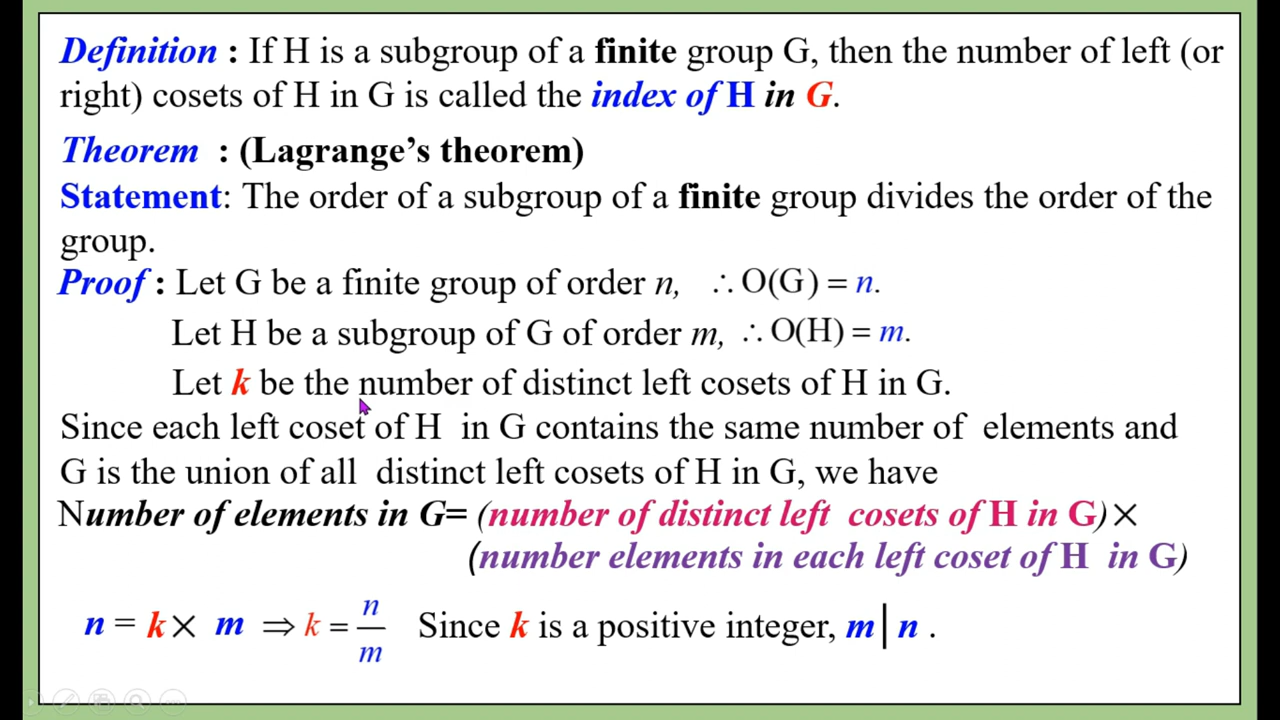 Definition : If H is a subgroup of a finite group G, then the number of left (or
right) cosets of H in G is called the index of H in G.
Theorem : (Lagrange’s theorem)
Statement: The order of a subgroup of a finite group divides the order of the
group.
Proof : Let G be a finite group of order n, ∴ O(G) = n.
Let H be a subgroup of G of order m, ∴ O(H) = m.
Let k be the number of distinct left cosets of H in G.
Since each left coset of H in G contains the same number of elements and
G is the union of all distinct left cosets of H in G, we have
Number of elements in G= (number of distinct left cosets of H in G) ×
(number elements in each left coset of H in G)
n = k × m ⇒ k = n/m Since k is a positive integer, m | n .